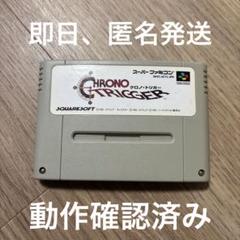 即日、匿名発送
スーパーファミコン
CHRONO
クロノ・トリガー
TRIGGER
SQUARESOFT
動作確認済み